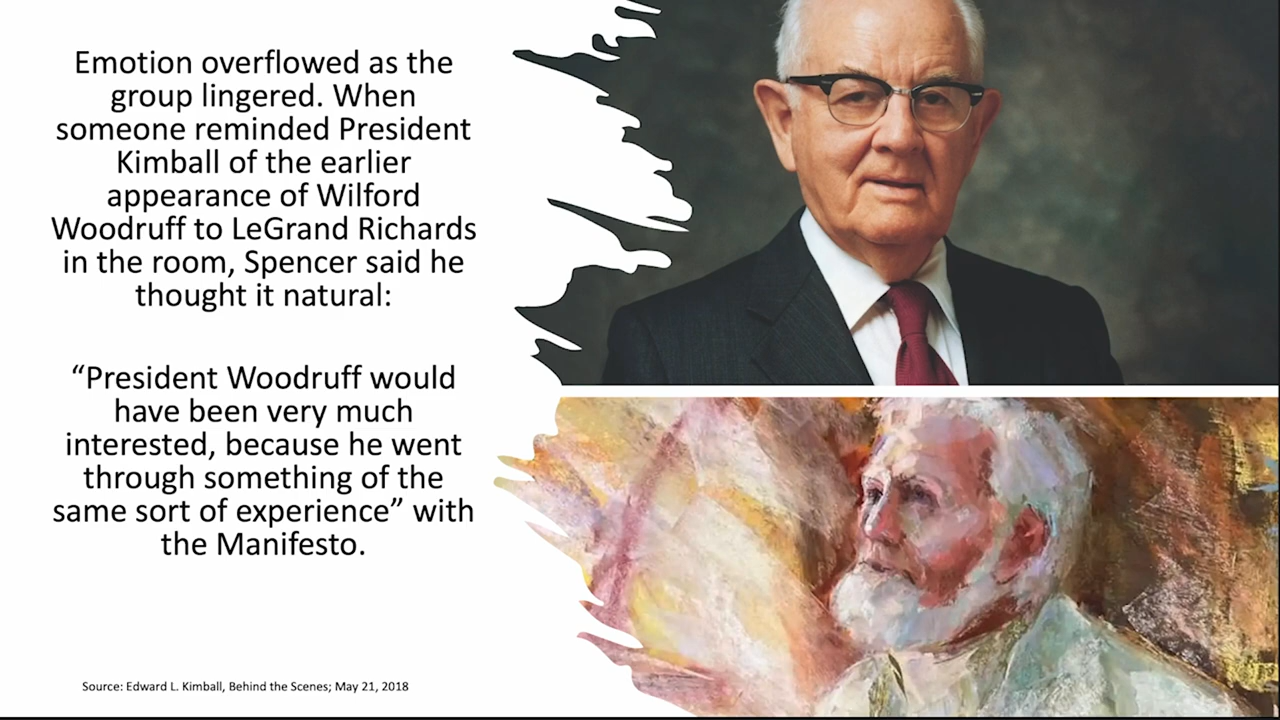 Emotion overflowed as the
group lingered. When
someone reminded President
Kimball of the earlier
appearance of Wilford
Woodruff to LeGrand Richards
in the room, Spencer said he
thought it natural:
“President Woodruff would
have been very much
interested, because he went
through something of the
same sort of experience” with
the Manifesto.
Source: Edward L. Kimball, Behind the Scenes; May 21, 2018